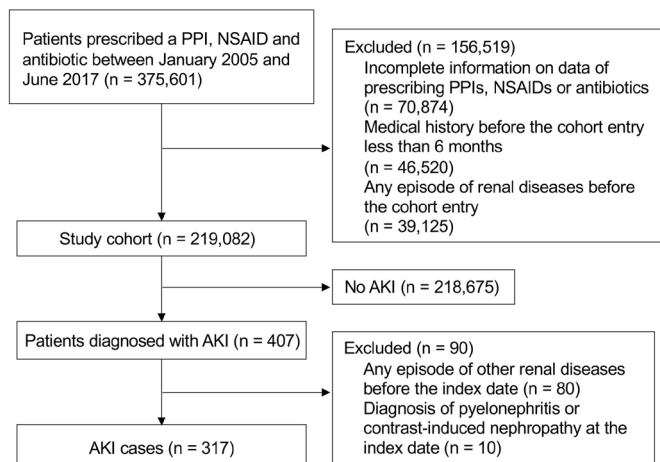 Patients prescribed a PPI, NSAID and
antibiotic between January 2005 and
June 2017 (n = 375,601)
Excluded (n = 156,519)
Incomplete information on data of
prescribing PPIs, NSAIDs or antibiotics
(n = 70,874)
Medical history before the cohort entry
less than 6 months
(n = 46,520)
Any episode of renal diseases before
the cohort entry
(n = 39,125)
Study cohort (n = 219,082)
No AKI (n = 218,675)
Patients diagnosed with AKI (n = 407)
Excluded (n = 90)
Any episode of other renal diseases
before the index date (n = 80)
Diagnosis of pyelonephritis or
contrast-induced nephropathy at the
index date (n = 10)
AKI cases (n = 317)